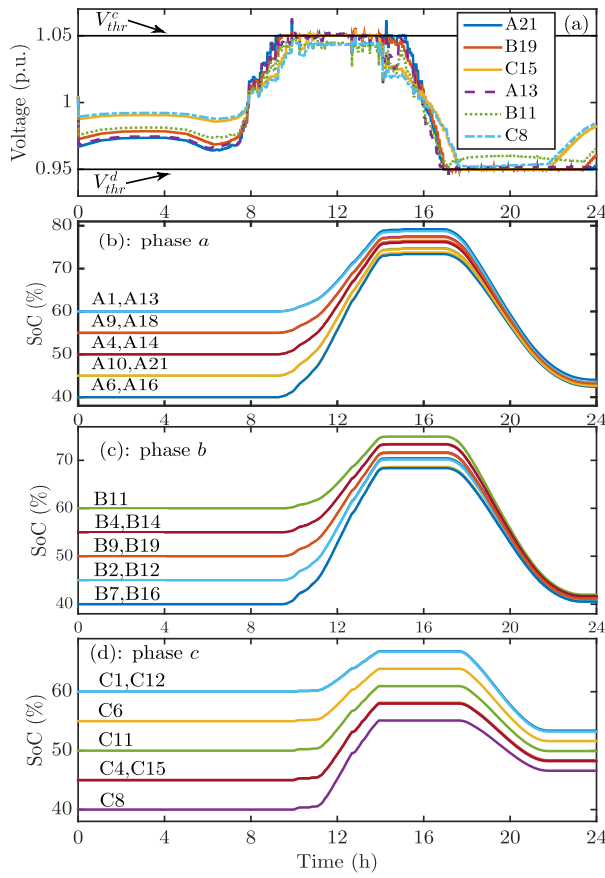 V_thr^c
(a)
1.05
A21
B19
C15
A13
B11
C8
Voltage (p.u.)
V_thr^d
0.95
0 4 8 12 16 20 24
80
(b): phase a
70
SoC (%)
60
A1,A13
A9,A18
50
A4,A14
A10,A21
40
A6,A16
0 4 8 12 16 20 24
(c): phase b
70
SoC (%)
60
B11
B4,B14
50
B9,B19
B2,B12
40
B7,B16
0 4 8 12 16 20 24
(d): phase c
60
C1,C12
SoC (%)
C6
50
C11
C4,C15
40
C8
0 4 8 12 16 20 24
Time (h)